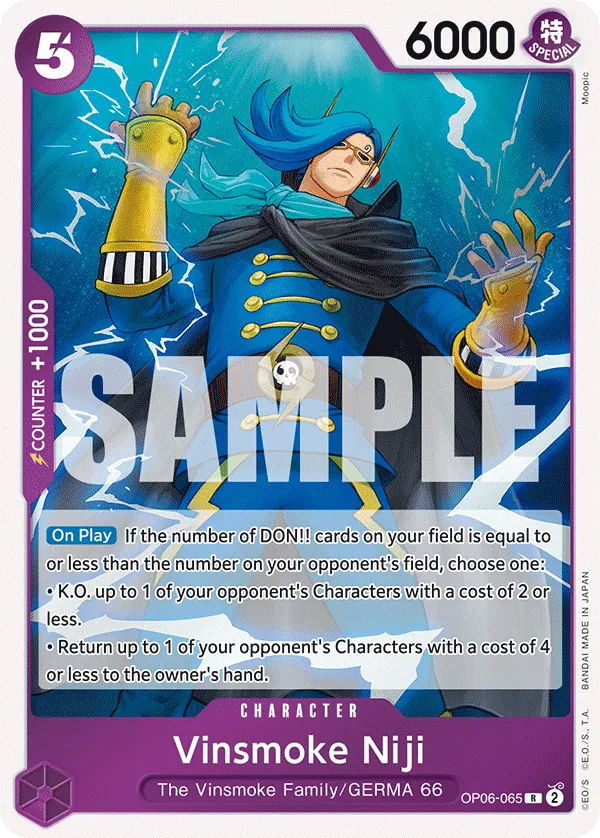 5
6000
特
SPECIAL
Moopic
COUNTER +1000
SAMPLE
On Play If the number of DON!! cards on your field is equal to
or less than the number on your opponent's field, choose one:
• K.O. up to 1 of your opponent's Characters with a cost of 2 or
less.
• Return up to 1 of your opponent's Characters with a cost of 4
or less to the owner's hand.
CHARACTER
Vinsmoke Niji
The Vinsmoke Family/GERMA 66
OP06-065 R 2
©E.O/S ©E.O./S., T.A. BANDAI MADE IN JAPAN